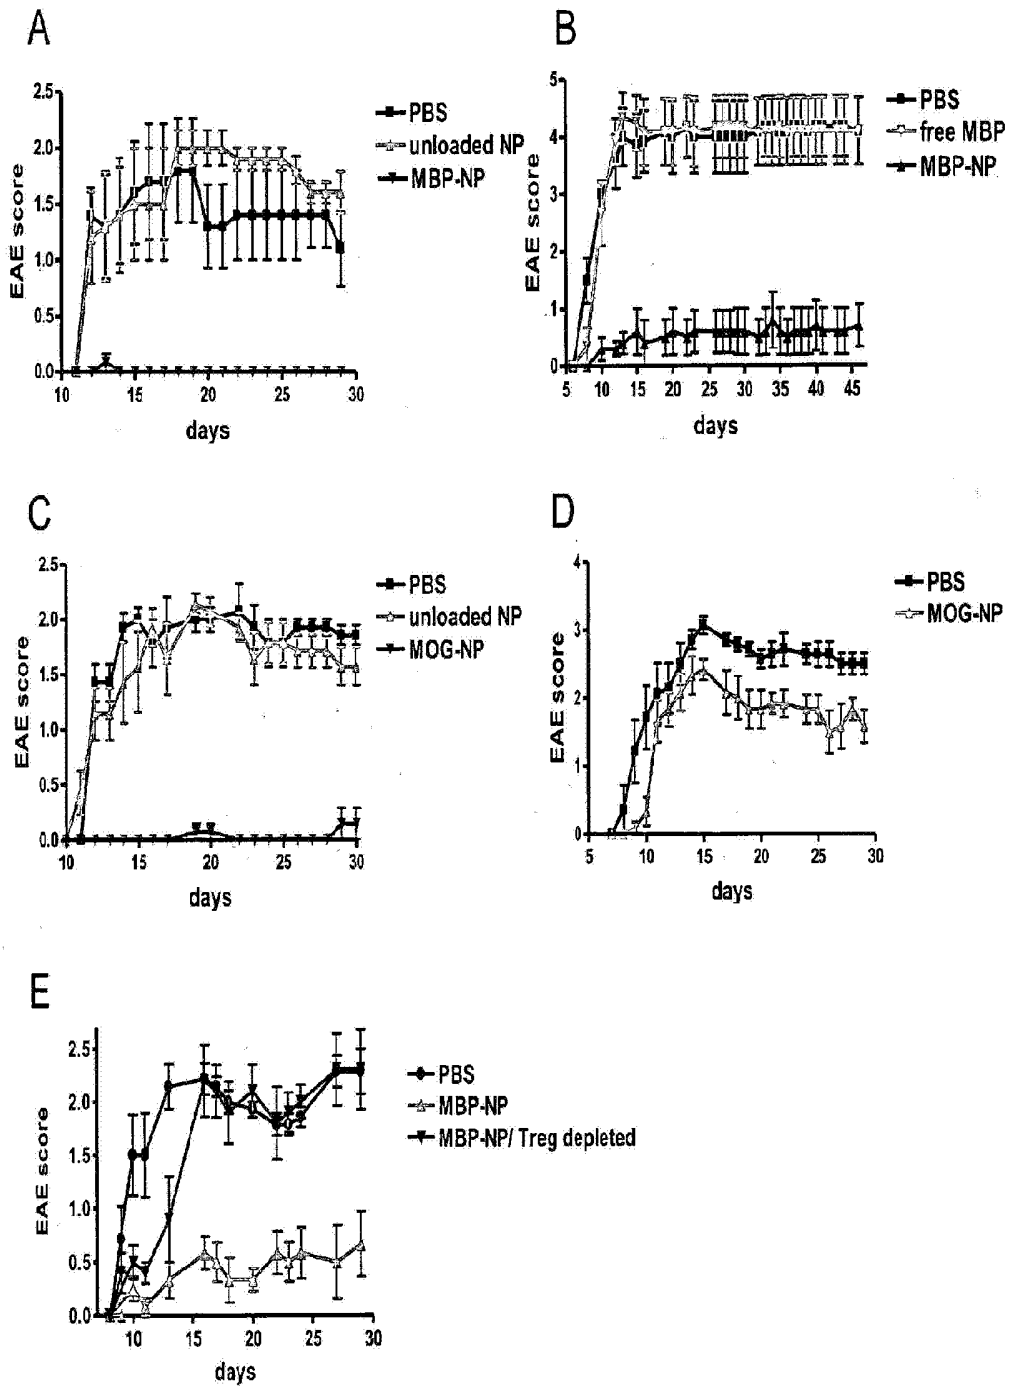 A
EAE score
2.5
2.0
1.5
1.0
0.5
0.0
10 15 20 25 30
days
PBS
unloaded NP
MBP-NP
B
EAE score
5
4
3
2
1
0
5 10 15 20 25 30 35 40 45
days
PBS
free MBP
MBP-NP
C
EAE score
2.5
2.0
1.5
1.0
0.5
0.0
10 15 20 25 30
days
PBS
unloaded NP
MOG-NP
D
EAE score
4
3
2
1
0
5 10 15 20 25 30
days
PBS
MOG-NP
E
EAE score
2.5
2.0
1.5
1.0
0.5
0.0
10 15 20 25 30
days
PBS
MBP-NP
MBP-NP/ Treg depleted